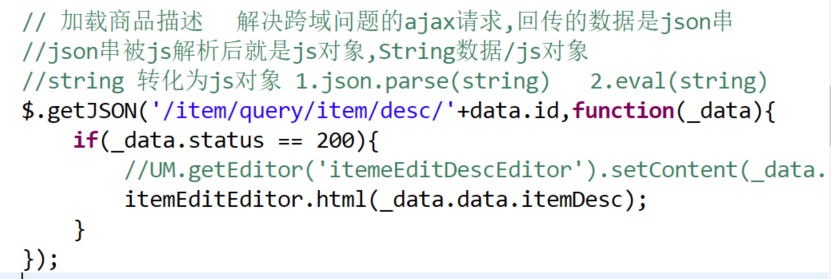 // 加载商品描述   解决跨域问题的ajax请求,回传的数据是json串
//json串被js解析后就是js对象,String数据/js对象
//string 转化为js对象 1.json.parse(string)   2.eval(string)
$.getJSON('/item/query/item/desc/'+data.id,function(_data){
    if(_data.status == 200){
        //UM.getEditor('itemeEditDescEditor').setContent(_data.
        itemEditEditor.html(_data.data.itemDesc);
    }
});